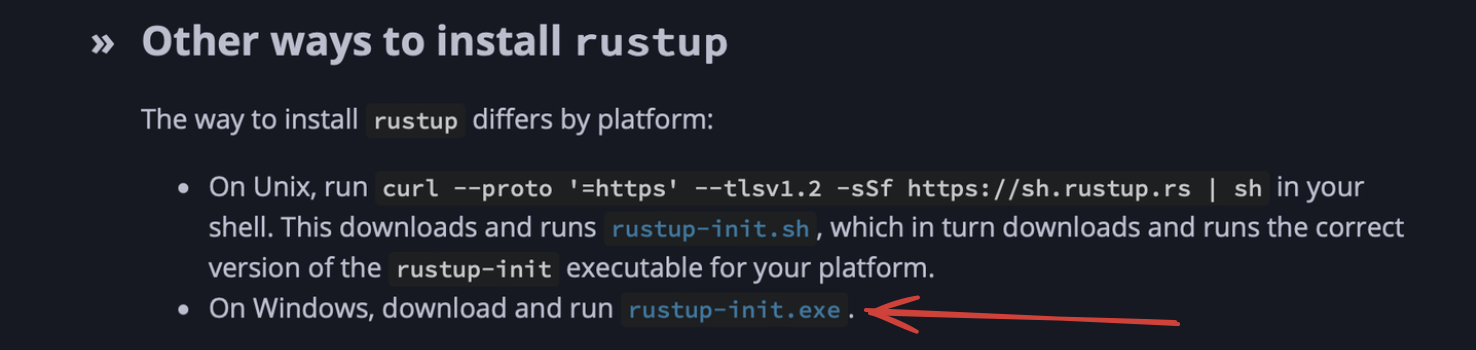 » Other ways to install rustup
The way to install rustup differs by platform:
• On Unix, run curl --proto '=https' --tlsv1.2 -sSf https://sh.rustup.rs | sh in your
shell. This downloads and runs rustup-init.sh, which in turn downloads and runs the correct
version of the rustup-init executable for your platform.
• On Windows, download and run rustup-init.exe.